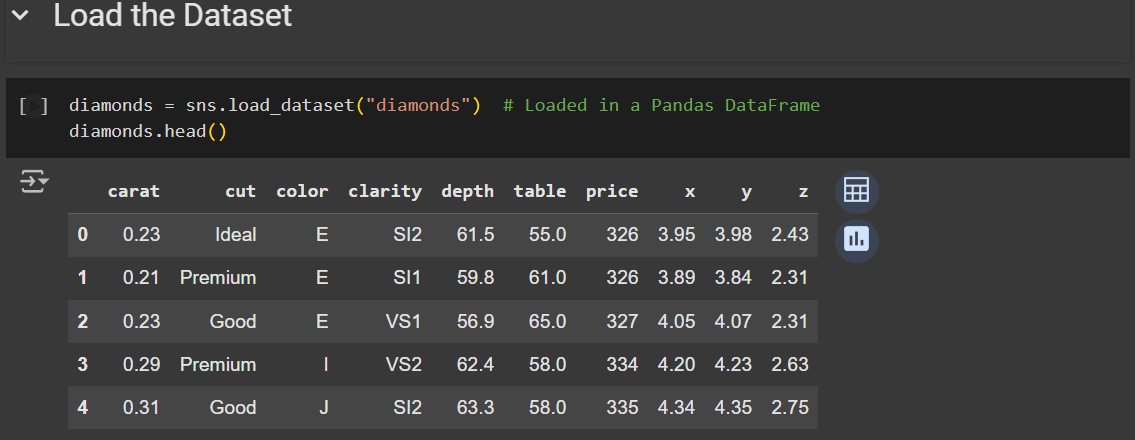 Load the Dataset
[ ] diamonds = sns.load_dataset("diamonds")  # Loaded in a Pandas DataFrame
diamonds.head()
carat cut color clarity depth table price x y z
0 0.23 Ideal E SI2 61.5 55.0 326 3.95 3.98 2.43
1 0.21 Premium E SI1 59.8 61.0 326 3.89 3.84 2.31
2 0.23 Good E VS1 56.9 65.0 327 4.05 4.07 2.31
3 0.29 Premium I VS2 62.4 58.0 334 4.20 4.23 2.63
4 0.31 Good J SI2 63.3 58.0 335 4.34 4.35 2.75